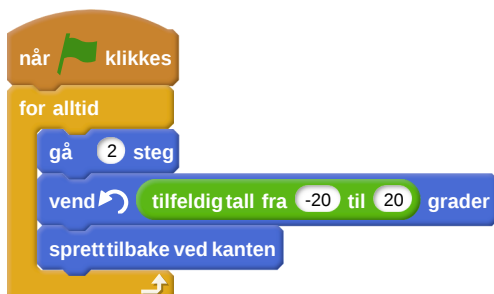 når klikkes
for alltid
gå 2 steg
vend tilfeldig tall fra -20 til 20 grader
sprett tilbake ved kanten